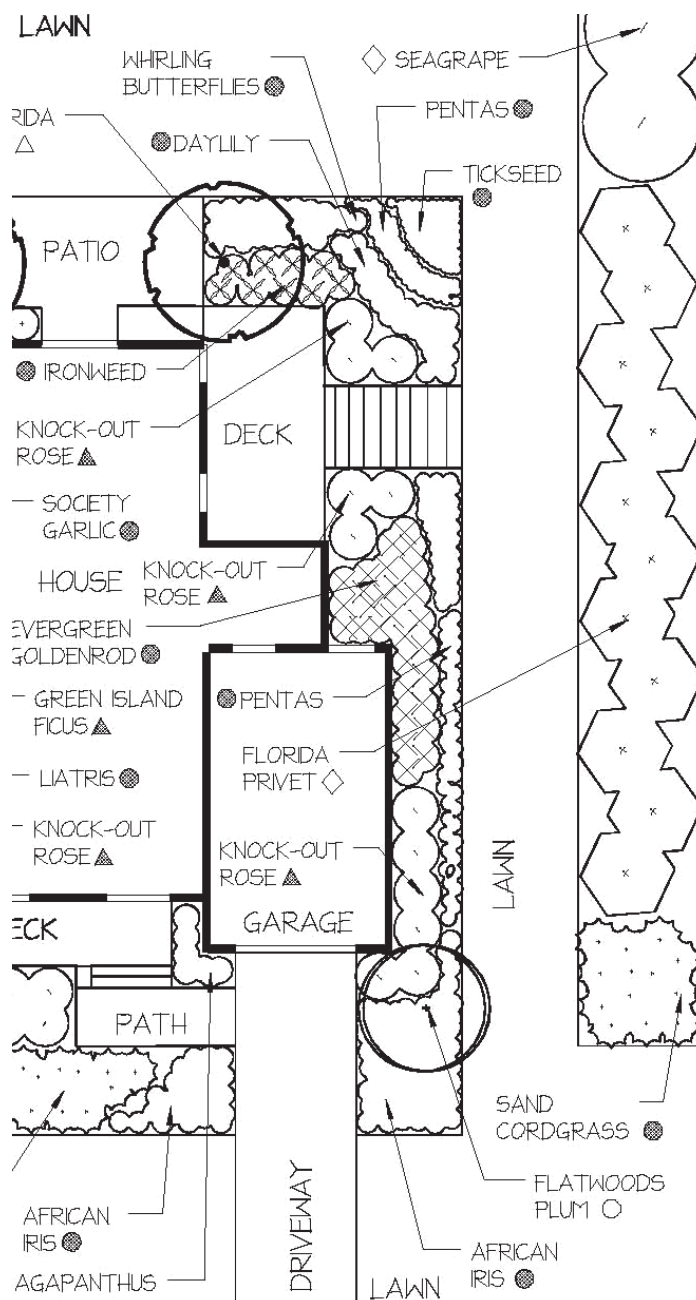 LAWN
WHIRLING
BUTTERFLIES
SEAGRAPE
PENTAS
RIDA
DAYLILY
TICKSEED
PATIO
IRONWEED
KNOCK-OUT
ROSE
DECK
SOCIETY
GARLIC
HOUSE
KNOCK-OUT
ROSE
EVERGREEN
GOLDENROD
GREEN ISLAND
FICUS
PENTAS
FLORIDA
PRIVET
LIATRIS
KNOCK-OUT
ROSE
KNOCK-OUT
ROSE
LAWN
ECK
GARAGE
PATH
SAND
CORDGRASS
FLATWOODS
PLUM
DRIVEWAY
AFRICAN
IRIS
AFRICAN
IRIS
AGAPANTHUS
LAWN